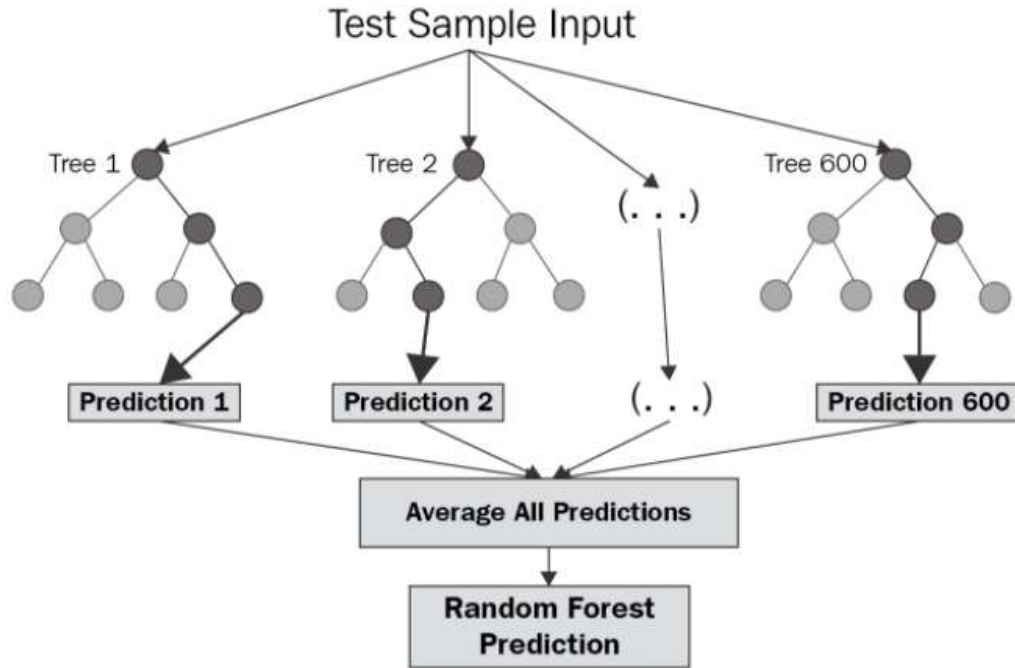 Test Sample Input
Tree 1
Tree 2
Tree 600
(. . .)
Prediction 1
Prediction 2
(. . .)
Prediction 600
Average All Predictions
Random Forest
Prediction